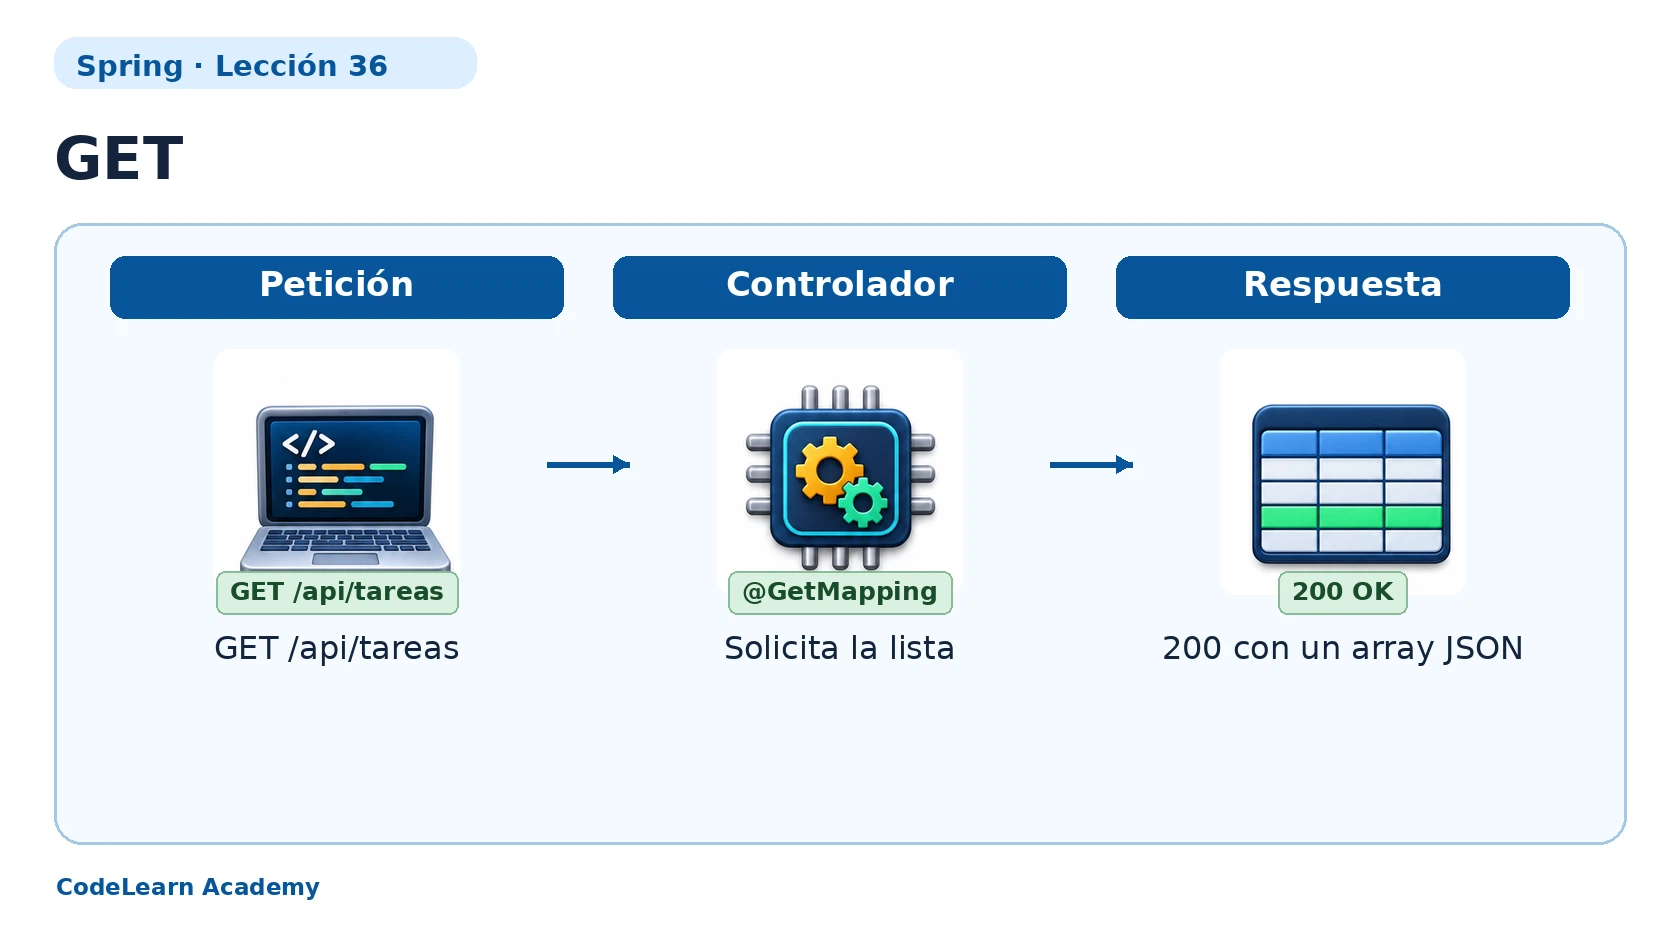 Spring · Lección 36
GET
Petición
Controlador
Respuesta
</>
GET /api/tareas
@GetMapping
200 OK
GET /api/tareas
Solicita la lista
200 con un array JSON
CodeLearn Academy